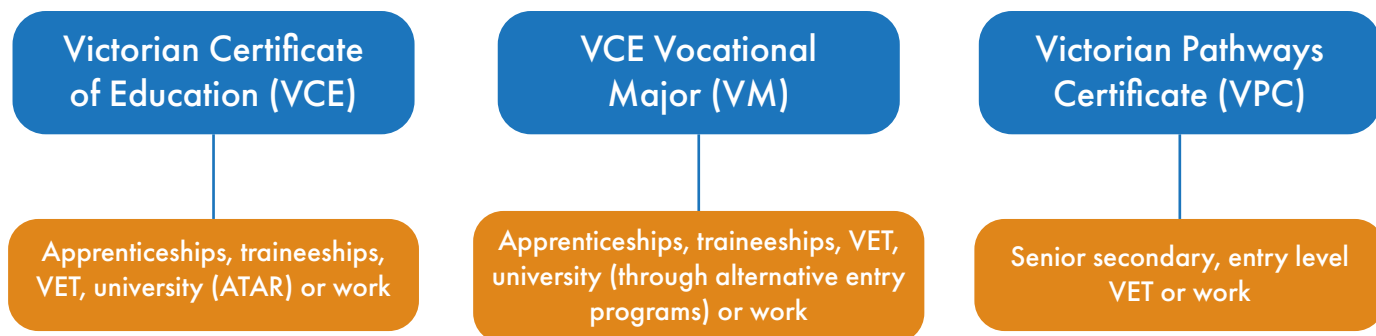 Victorian Certificate
of Education (VCE)
Apprenticeships, traineeships,
VET, university (ATAR) or work
VCE Vocational
Major (VM)
Apprenticeships, traineeships, VET,
university (through alternative entry
programs) or work
Victorian Pathways
Certificate (VPC)
Senior secondary, entry level
VET or work